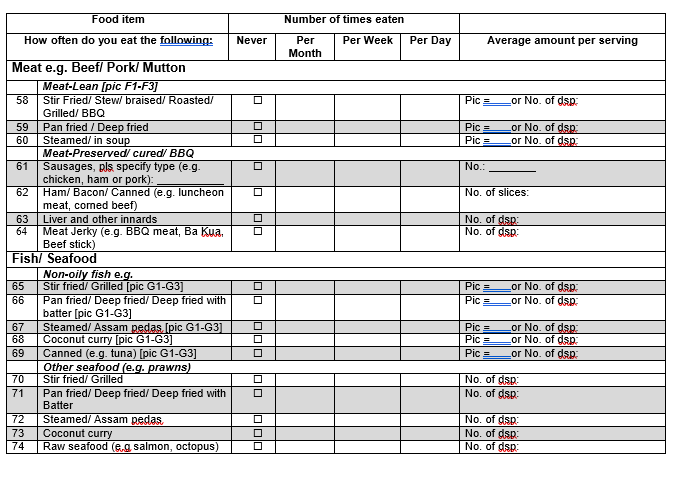 Food item Number of times eaten
How often do you eat the following: Never Per Month Per Week Per Day Average amount per serving
Meat e.g. Beef/ Pork/ Mutton
Meat-Lean [pic F1-F3]
58 Stir Fried/ Stew/ braised/ Roasted/ ☐ Pic =____or No. of dsp:
Grilled/ BBQ
59 Pan fried / Deep fried ☐ Pic =____or No. of dsp:
60 Steamed/ in soup ☐ Pic =____or No. of dsp:
Meat-Preserved/ cured/ BBQ
61 Sausages, pls specify type (e.g. ☐ No.: ________
chicken, ham or pork): ___________
62 Ham/ Bacon/ Canned (e.g. luncheon ☐ No. of slices:
meat, corned beef)
63 Liver and other innards ☐ No. of dsp:
64 Meat Jerky (e.g. BBQ meat, Ba Kua, ☐ No. of dsp:
Beef stick)
Fish/ Seafood
Non-oily fish e.g.
65 Stir fried/ Grilled [pic G1-G3] ☐ Pic =____or No. of dsp:
66 Pan fried/ Deep fried/ Deep fried with ☐ Pic =____or No. of dsp:
batter [pic G1-G3]
67 Steamed/ Assam pedas [pic G1-G3] ☐ Pic =____or No. of dsp:
68 Coconut curry [pic G1-G3] ☐ Pic =____or No. of dsp:
69 Canned (e.g. tuna) [pic G1-G3] ☐ Pic =____or No. of dsp:
Other seafood (e.g. prawns)
70 Stir fried/ Grilled ☐ No. of dsp:
71 Pan fried/ Deep fried/ Deep fried with ☐ No. of dsp:
Batter
72 Steamed/ Assam pedas ☐ No. of dsp:
73 Coconut curry ☐ No. of dsp:
74 Raw seafood (e.g salmon, octopus) ☐ No. of dsp: